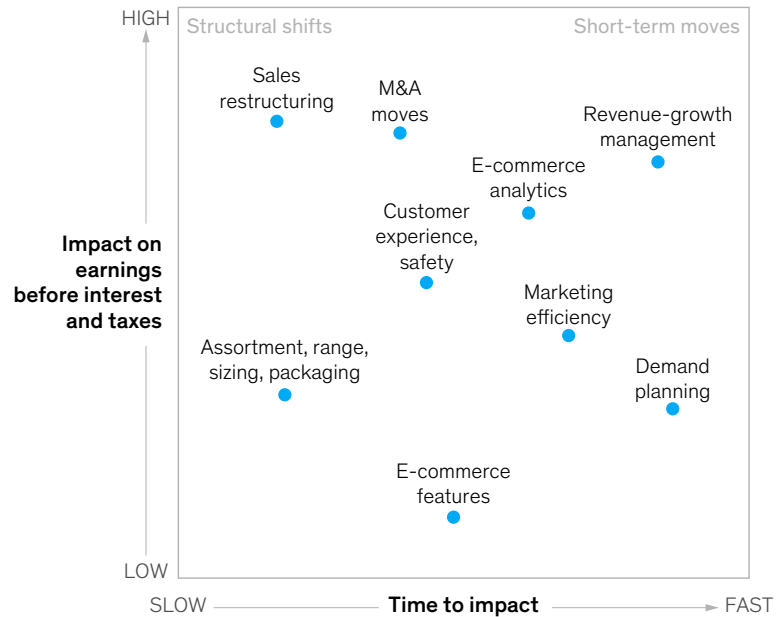 HIGH
Structural shifts
Short-term moves
Sales
restructuring
M&A
moves
Revenue-growth
management
E-commerce
analytics
Customer
experience,
safety
Impact on
earnings
before interest
and taxes
Marketing
efficiency
Assortment, range,
sizing, packaging
Demand
planning
E-commerce
features
LOW
SLOW
Time to impact
FAST